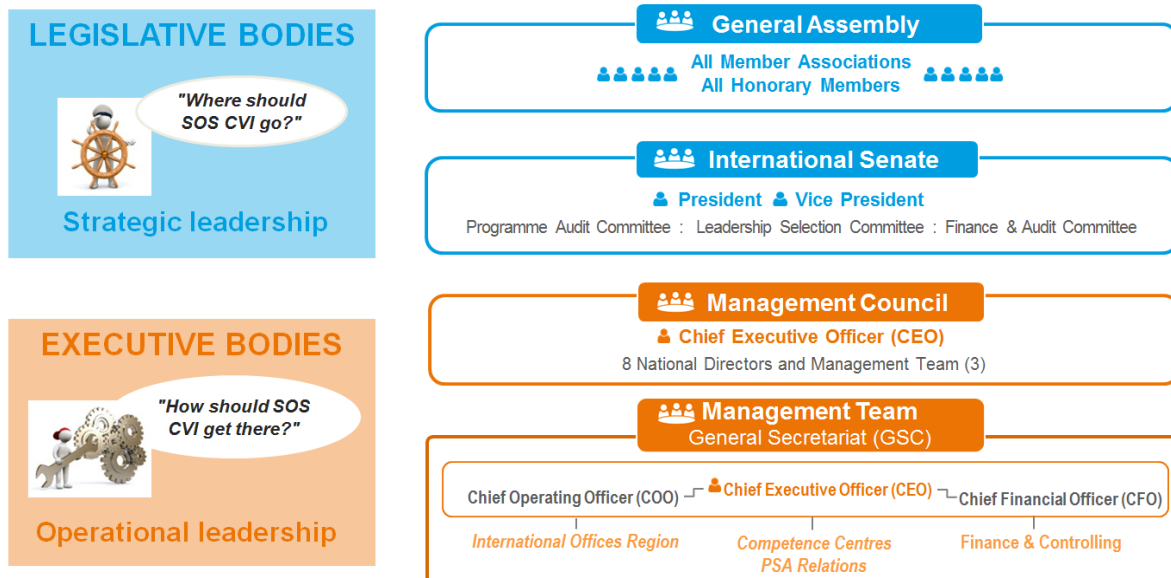 LEGISLATIVE BODIES
"Where should
SOS CVI go?"
Strategic leadership
General Assembly
All Member Associations
All Honorary Members
International Senate
President Vice President
Programme Audit Committee : Leadership Selection Committee : Finance & Audit Committee
EXECUTIVE BODIES
"How should SOS
CVI get there?"
Operational leadership
Management Council
Chief Executive Officer (CEO)
8 National Directors and Management Team (3)
Management Team
General Secretariat (GSC)
Chief Operating Officer (COO) Chief Executive Officer (CEO) Chief Financial Officer (CFO)
International Offices Region
Competence Centres
PSA Relations
Finance & Controlling